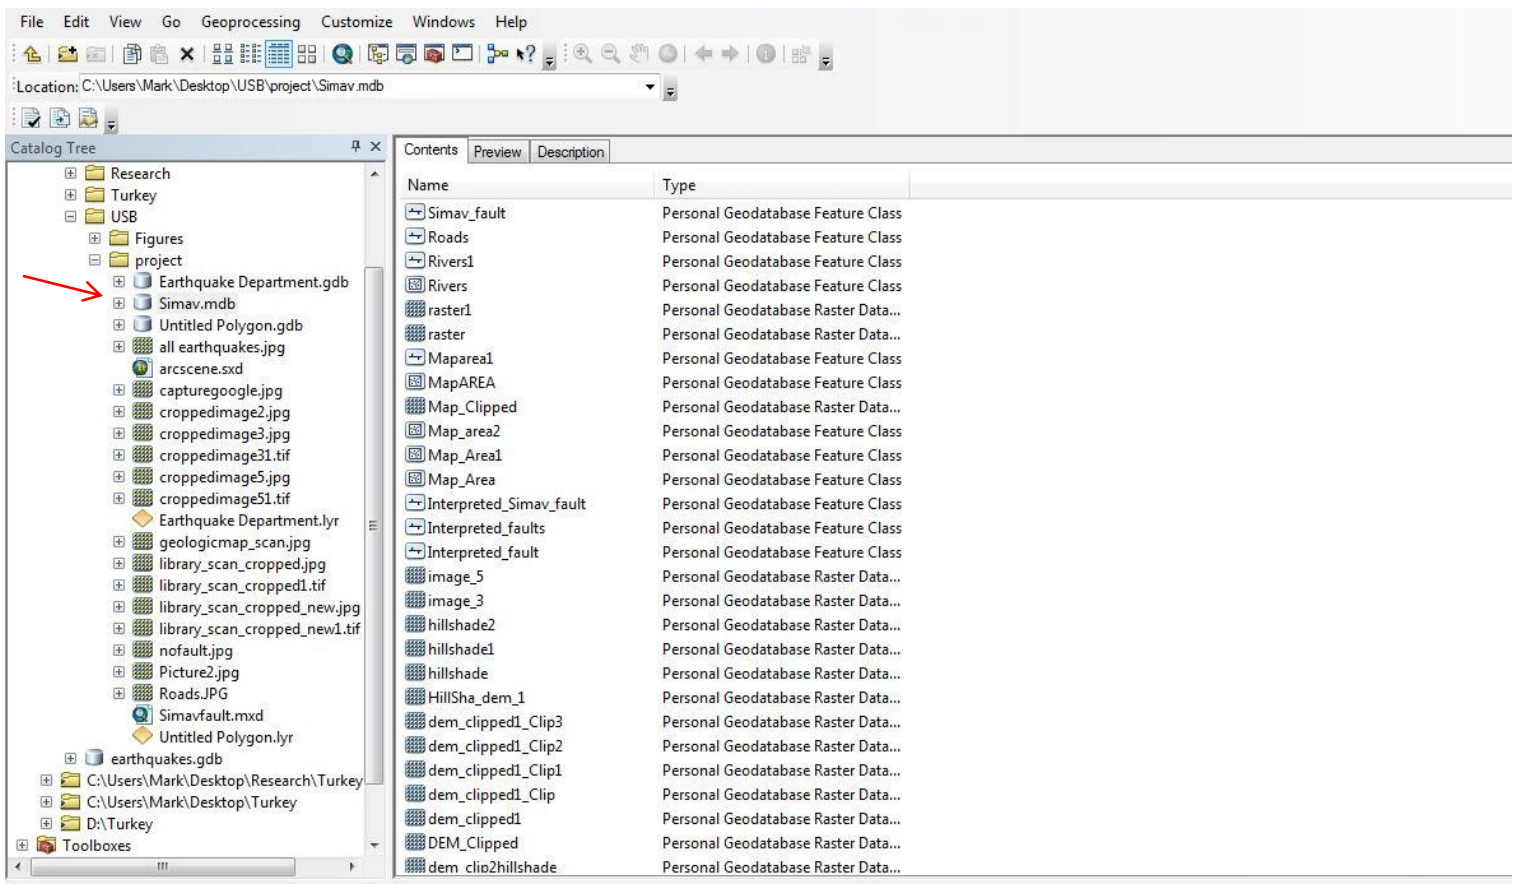 File Edit View Go Geoprocessing Customize Windows Help
Location: C:\Users\Mark\Desktop\USB\project\Simav.mdb
Catalog Tree
Research
Turkey
USB
Figures
project
Earthquake Department.gdb
Simav.mdb
Untitled Polygon.gdb
all earthquakes.jpg
arcscene.sxd
capturegoogle.jpg
croppedimage2.jpg
croppedimage3.jpg
croppedimage31.tif
croppedimage5.jpg
croppedimage51.tif
Earthquake Department.lyr
geologicmap_scan.jpg
library_scan_cropped.jpg
library_scan_cropped1.tif
library_scan_cropped_new.jpg
library_scan_cropped_new1.tif
nofault.jpg
Picture2.jpg
Roads.JPG
Simavfault.mxd
Untitled Polygon.lyr
earthquakes.gdb
C:\Users\Mark\Desktop\Research\Turkey
C:\Users\Mark\Desktop\Turkey
D:\Turkey
Toolboxes
Contents Preview Description
Name Type
Simav_fault Personal Geodatabase Feature Class
Roads Personal Geodatabase Feature Class
Rivers1 Personal Geodatabase Feature Class
Rivers Personal Geodatabase Feature Class
raster1 Personal Geodatabase Raster Data...
raster Personal Geodatabase Raster Data...
Maparea1 Personal Geodatabase Feature Class
MapAREA Personal Geodatabase Feature Class
Map_Clipped Personal Geodatabase Raster Data...
Map_area2 Personal Geodatabase Feature Class
Map_Area1 Personal Geodatabase Feature Class
Map_Area Personal Geodatabase Feature Class
Interpreted_Simav_fault Personal Geodatabase Feature Class
Interpreted_faults Personal Geodatabase Feature Class
Interpreted_fault Personal Geodatabase Feature Class
image_5 Personal Geodatabase Raster Data...
image_3 Personal Geodatabase Raster Data...
hillshade2 Personal Geodatabase Raster Data...
hillshade1 Personal Geodatabase Raster Data...
hillshade Personal Geodatabase Raster Data...
HillSha_dem_1 Personal Geodatabase Raster Data...
dem_clipped1_Clip3 Personal Geodatabase Raster Data...
dem_clipped1_Clip2 Personal Geodatabase Raster Data...
dem_clipped1_Clip1 Personal Geodatabase Raster Data...
dem_clipped1_Clip Personal Geodatabase Raster Data...
dem_clipped1 Personal Geodatabase Raster Data...
DEM_Clipped Personal Geodatabase Raster Data...
dem_clip2hillshade Personal Geodatabase Raster Data...